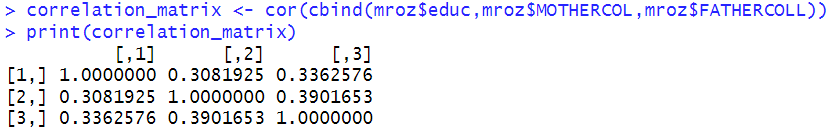 > correlation_matrix <- cor(cbind(mroz$educ,mroz$MOTHERCOL,mroz$FATHERCOLL))
> print(correlation_matrix)
          [,1]      [,2]      [,3]
[1,] 1.0000000 0.3081925 0.3362576
[2,] 0.3081925 1.0000000 0.3901653
[3,] 0.3362576 0.3901653 1.0000000